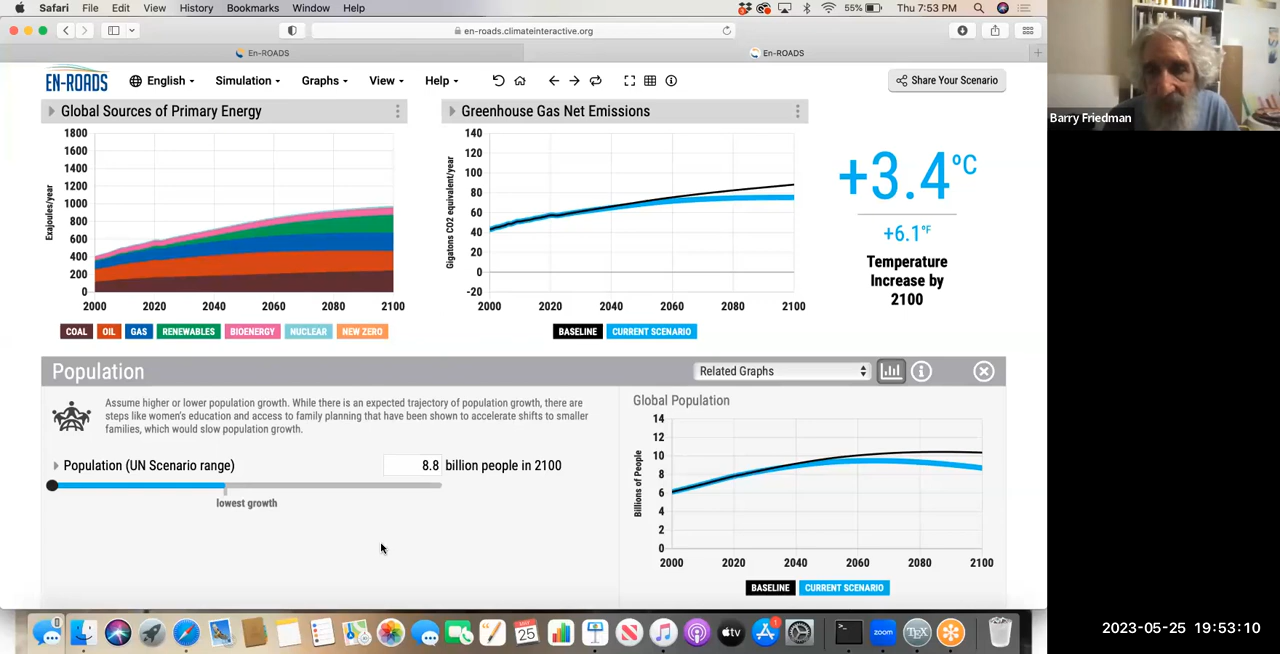 Safari File Edit View History Bookmarks Window Help 55% Thu 7:53 PM
en-roads.climateinteractive.org
En-ROADS En-ROADS
EN-ROADS English Simulation Graphs View Help Share Your Scenario
Global Sources of Primary Energy
1800
1600
1400
1200
1000
800
600
400
200
0
Exajoules/year
2000 2020 2040 2060 2080 2100
COAL OIL GAS RENEWABLES BIOENERGY NUCLEAR NEW ZERO
Greenhouse Gas Net Emissions
140
120
100
80
60
40
20
0
-20
Gigatons CO2 equivalent/year
2000 2020 2040 2060 2080 2100
BASELINE CURRENT SCENARIO
+3.4°C
+6.1°F
Temperature
Increase by
2100
Population
Related Graphs
Assume higher or lower population growth. While there is an expected trajectory of population growth, there are
steps like women's education and access to family planning that have been shown to accelerate shifts to smaller
families, which would slow population growth.
Population (UN Scenario range) 8.8 billion people in 2100
lowest growth
Global Population
14
12
10
8
6
4
2
0
Billions of People
2000 2020 2040 2060 2080 2100
BASELINE CURRENT SCENARIO
Barry Friedman
MAY
25
tv
1
zoom
TEX
2023-05-25 19:53:10